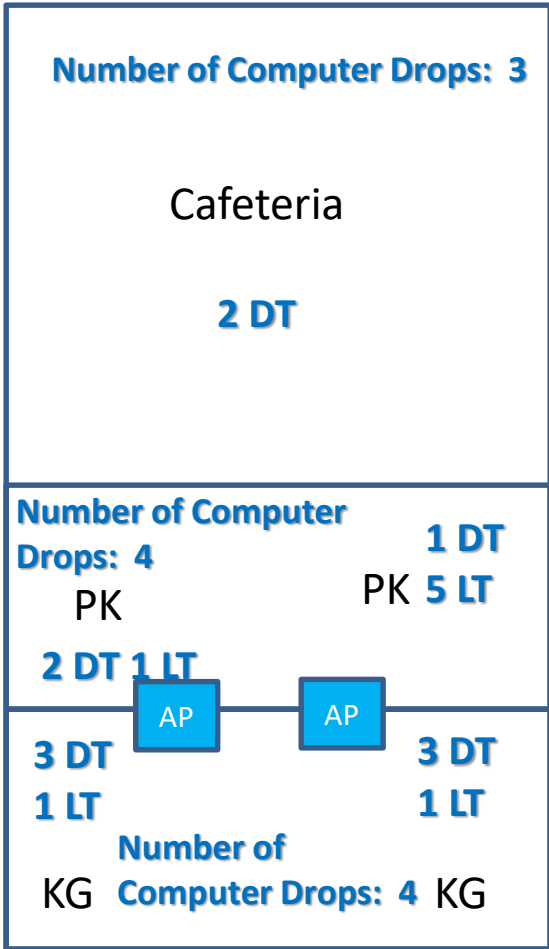 Number of Computer Drops: 3
Cafeteria
2 DT
Number of Computer
Drops: 4
PK
2 DT 1 LT
1 DT
PK 5 LT
AP
AP
3 DT
1 LT
3 DT
1 LT
Number of
KG Computer Drops: 4 KG